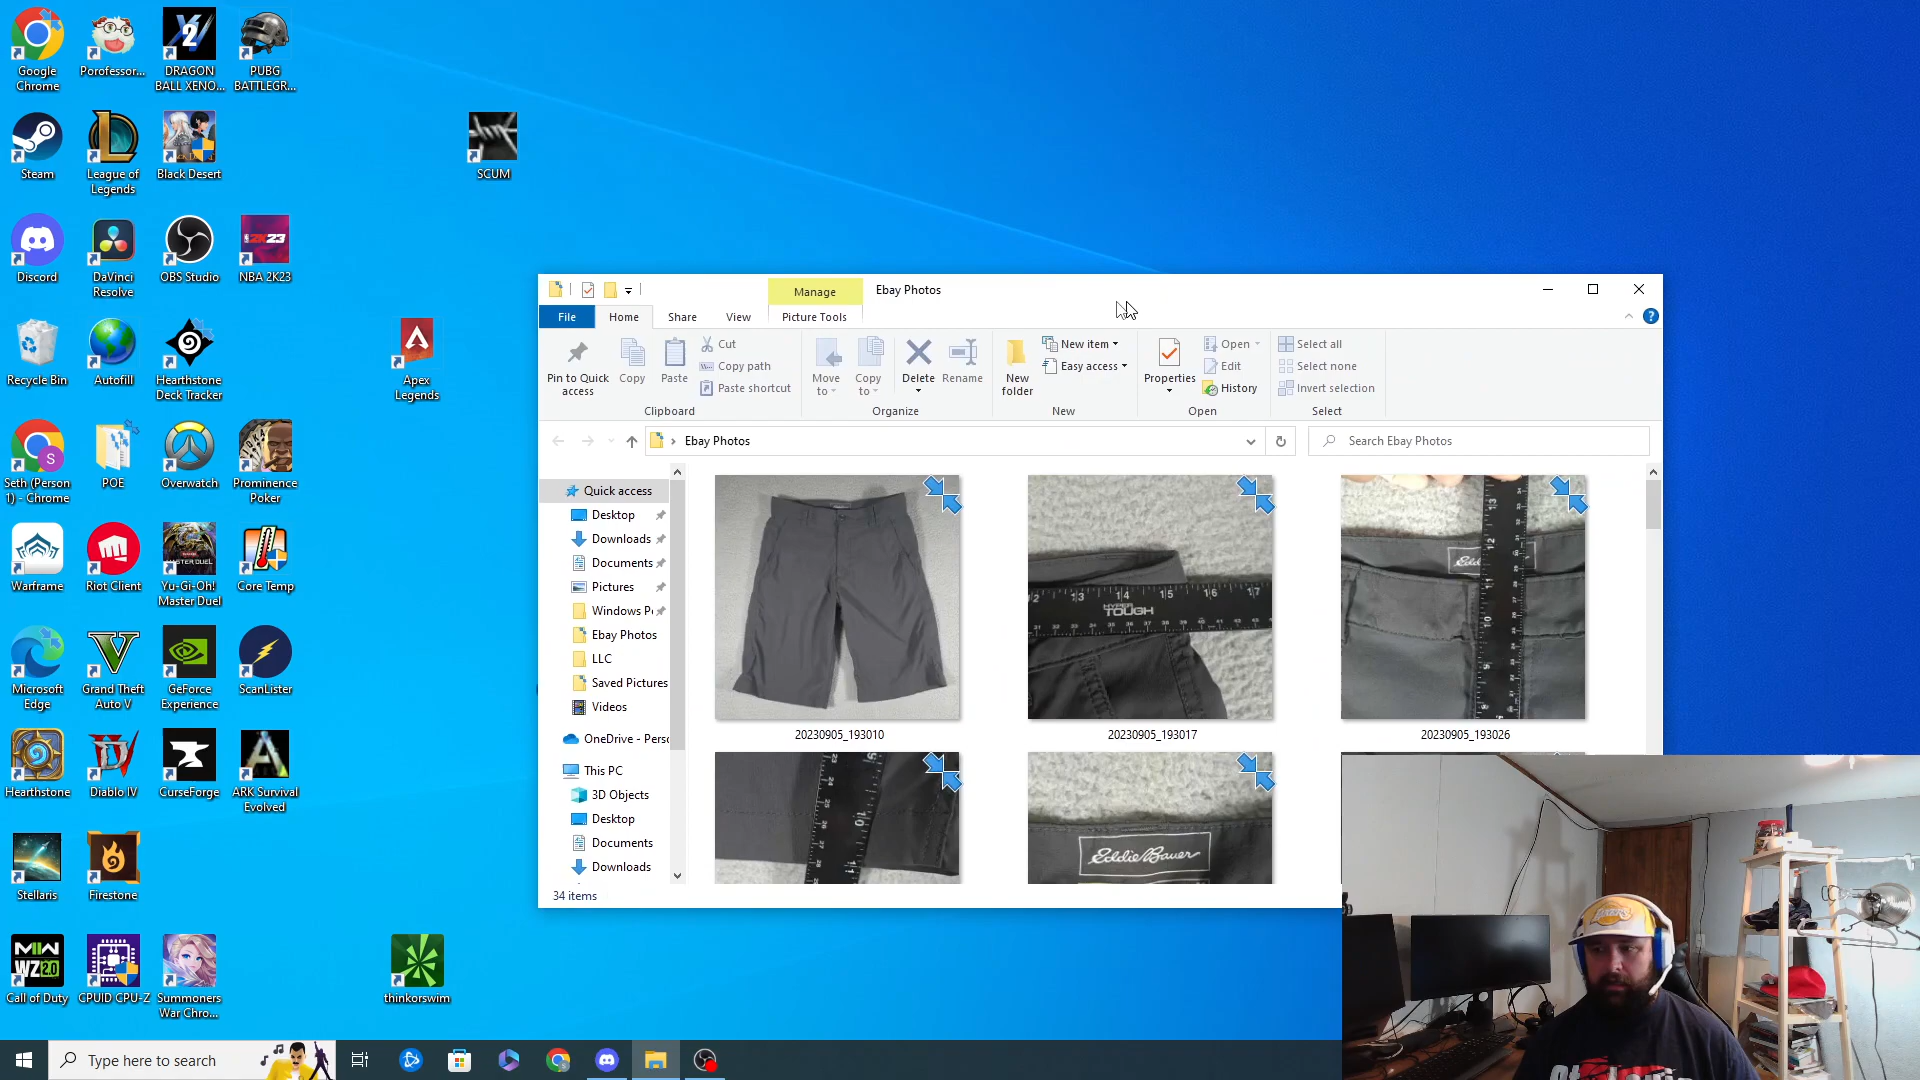 Google
Chrome
Porofessor...
DRAGON
BALL XENO...
PUBG
BATTLEGR...
Steam
League of
Legends
Black Desert
SCUM
Discord
DaVinci
Resolve
OBS Studio
NBA 2K23
Recycle Bin
Autofill
Hearthstone
Deck Tracker
Apex
Legends
Seth (Person
1) - Chrome
POE
Overwatch
Prominence
Poker
Warframe
Riot Client
Yu-Gi-Oh!
Master Duel
Core Temp
Microsoft
Edge
Grand Theft
Auto V
GeForce
Experience
ScanLister
Hearthstone
Diablo IV
CurseForge
ARK Survival
Evolved
Stellaris
Firestone
Call of Duty
CPUID CPU-Z
Summoners
War Chro...
thinkorswim
Manage
Ebay Photos
File
Home
Share
View
Picture Tools
Pin to Quick
access
Copy
Paste
Cut
Copy path
Paste shortcut
Clipboard
Move
to
Copy
to
Delete
Rename
Organize
New
folder
New item
Easy access
New
Properties
Open
Edit
History
Open
Select all
Select none
Invert selection
Select
Ebay Photos
Search Ebay Photos
Quick access
Desktop
Downloads
Documents
Pictures
Windows P
Ebay Photos
LLC
Saved Pictures
Videos
OneDrive - Perso
This PC
3D Objects
Desktop
Documents
Downloads
20230905_193010
20230905_193017
20230905_193026
HYPER
TOUGH
Eddie Bauer
34 items
Type here to search